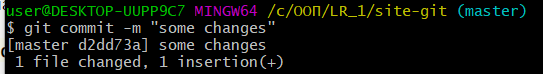 user@DESKTOP-UUPP9C7 MINGW64 /c/ООП/LR_1/site-git (master)
$ git commit -m "some changes"
[master d2dd73a] some changes
 1 file changed, 1 insertion(+)